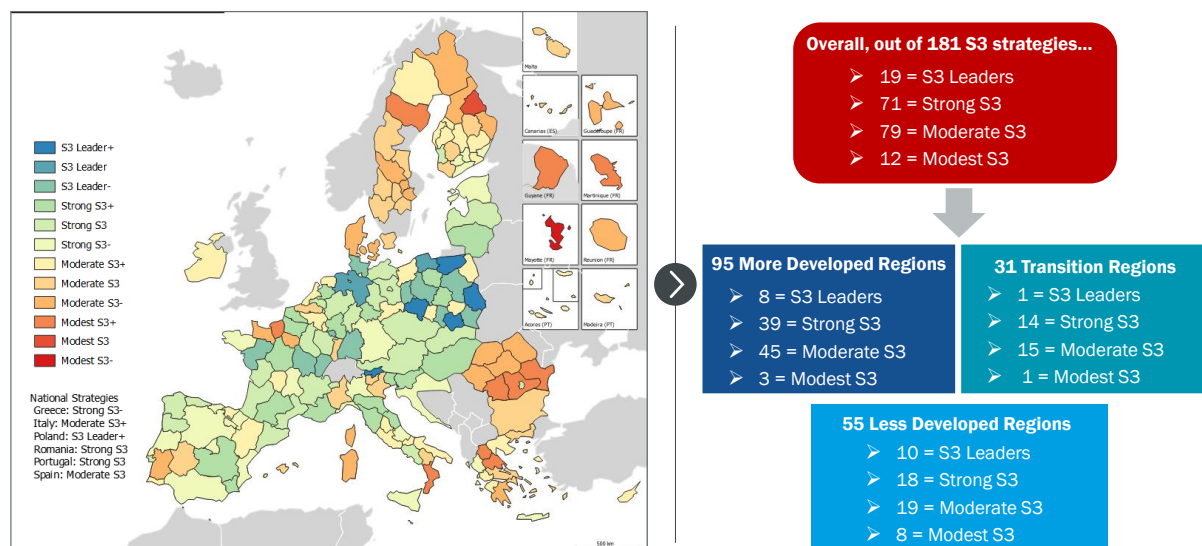 Malta
Canarias (ES)
Guadeloupe (FR)
Guyane (FR)
Martinique (FR)
Mayotte (FR)
Reunion (FR)
Acores (PT)
Madeira (PT)
500 km
S3 Leader+
S3 Leader
S3 Leader-
Strong S3+
Strong S3
Strong S3-
Moderate S3+
Moderate S3
Moderate S3-
Modest S3+
Modest S3
Modest S3-
National Strategies
Greece: Strong S3-
Italy: Moderate S3+
Poland: S3 Leader+
Romania: Strong S3
Portugal: Strong S3
Spain: Moderate S3
Overall, out of 181 S3 strategies...
➢ 19 = S3 Leaders
➢ 71 = Strong S3
➢ 79 = Moderate S3
➢ 12 = Modest S3
95 More Developed Regions
➢ 8 = S3 Leaders
➢ 39 = Strong S3
➢ 45 = Moderate S3
➢ 3 = Modest S3
31 Transition Regions
➢ 1 = S3 Leaders
➢ 14 = Strong S3
➢ 15 = Moderate S3
➢ 1 = Modest S3
55 Less Developed Regions
➢ 10 = S3 Leaders
➢ 18 = Strong S3
➢ 19 = Moderate S3
➢ 8 = Modest S3